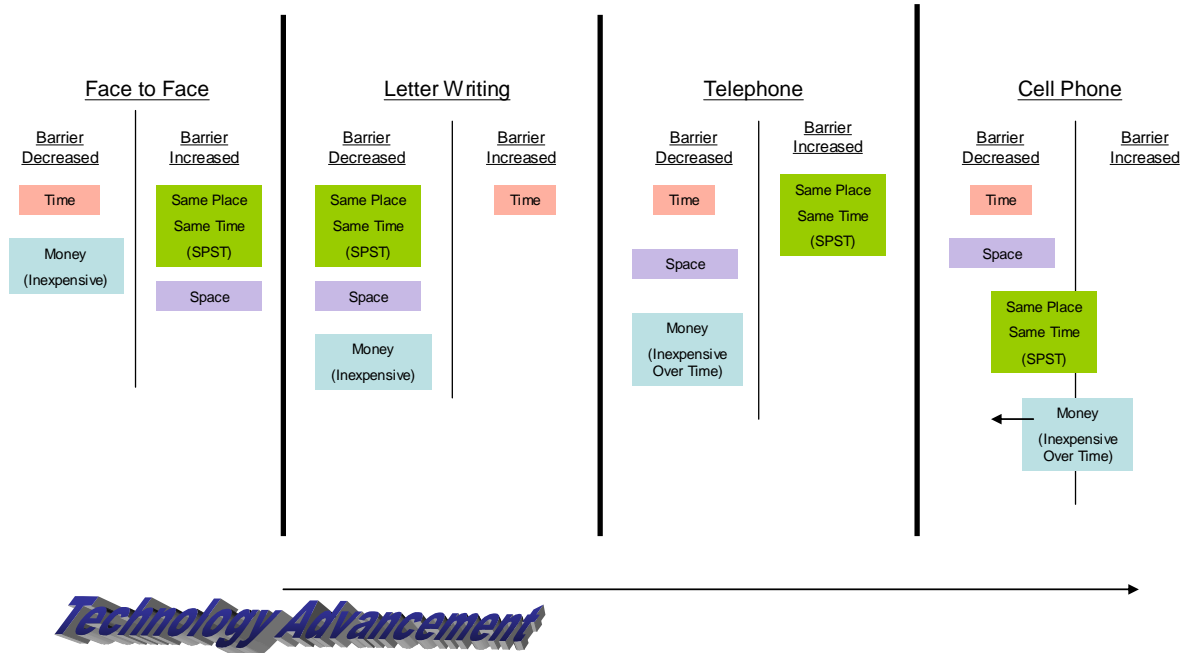 Face to Face
Barrier
Decreased
Barrier
Increased
Time
Money
(Inexpensive)
Same Place
Same Time
(SPST)
Space
Letter Writing
Barrier
Decreased
Barrier
Increased
Same Place
Same Time
(SPST)
Space
Money
(Inexpensive)
Time
Telephone
Barrier
Decreased
Barrier
Increased
Time
Space
Money
(Inexpensive
Over Time)
Same Place
Same Time
(SPST)
Cell Phone
Barrier
Decreased
Barrier
Increased
Time
Space
Same Place
Same Time
(SPST)
Money
(Inexpensive
Over Time)
Technology Advancement